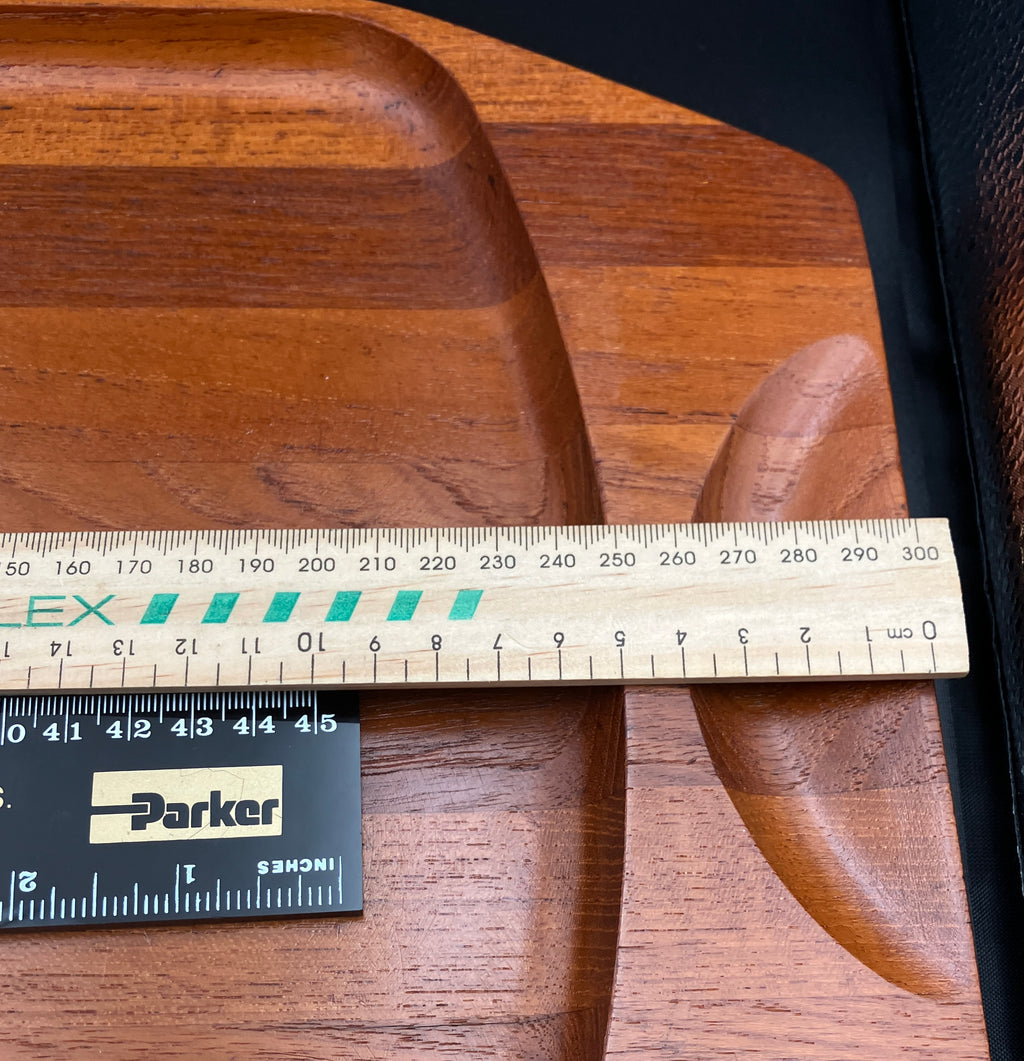 50 160 170 180 190 200 210 220 230 240 250 260 270 280 290 300
LEX
14 13 12 11 10 9 8 7 6 5 4 3 2 1 cm 0
0 41 42 43 44 45
S.
Parker
2 1 INCHES